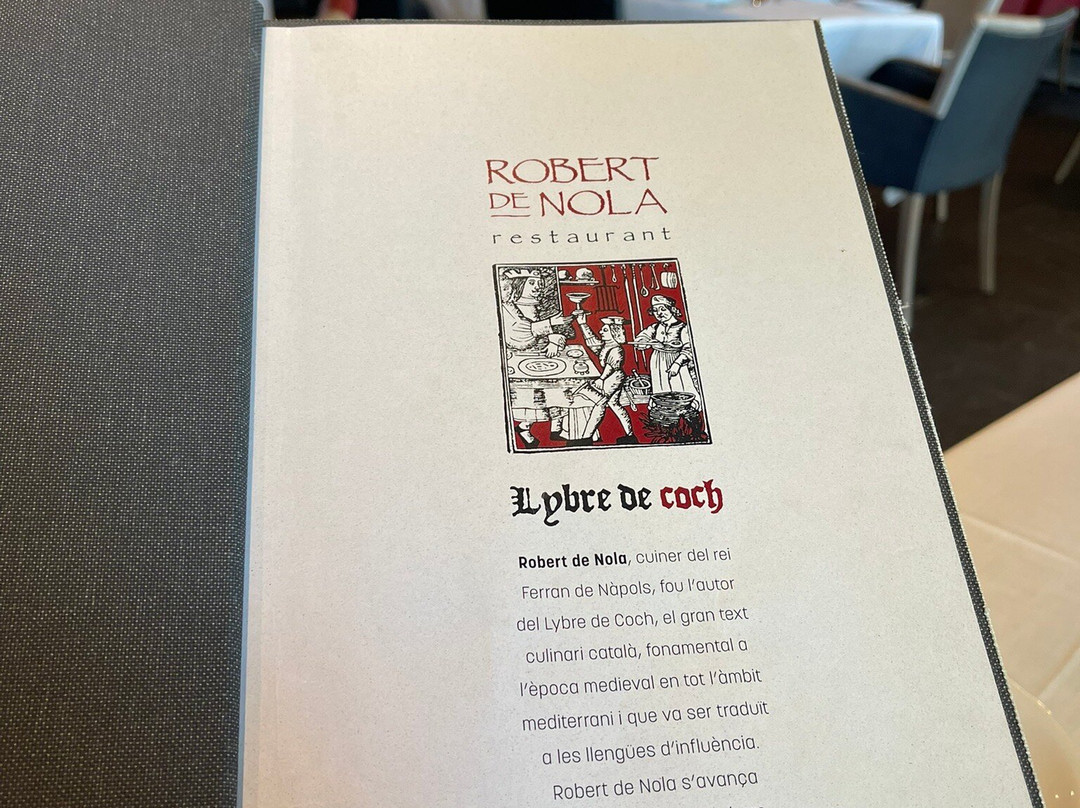 ROBERT
DE NOLA
restaurant
Lybre de coch
Robert de Nola, cuiner del rei
Ferran de Nàpols, fou l'autor
del Lybre de Coch, el gran text
culinari català, fonamental a
l'època medieval en tot l'àmbit
mediterrani i que va ser traduït
a les llengües d'influència.
Robert de Nola s'avança